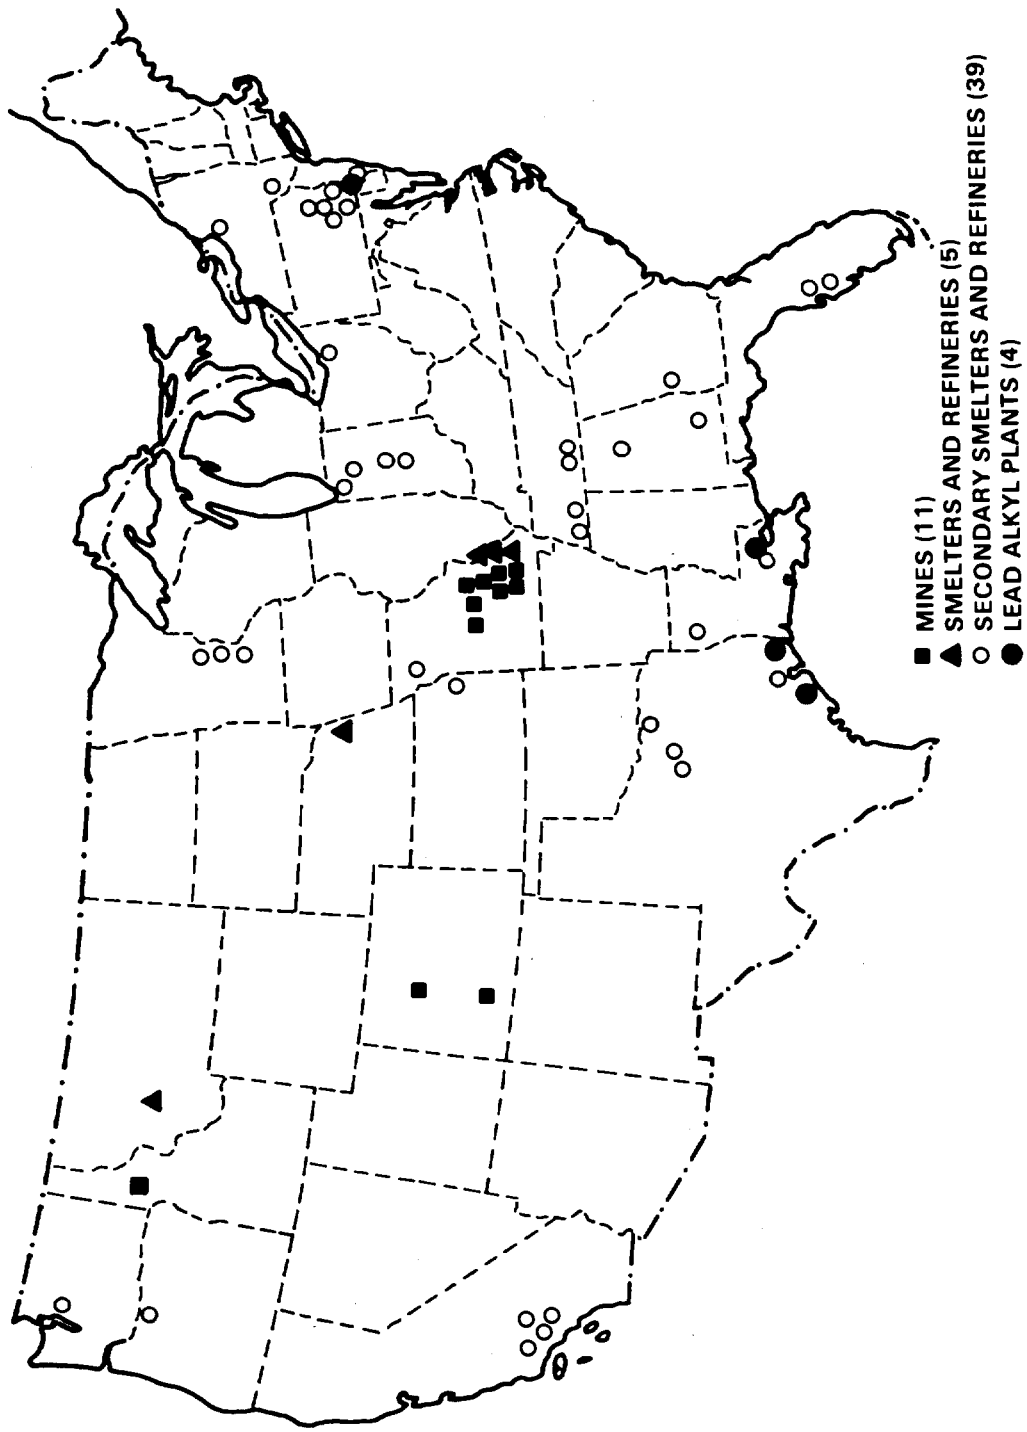 MINES (11)
SMELTERS AND REFINERIES (5)
SECONDARY SMELTERS AND REFINERIES (39)
LEAD ALKYL PLANTS (4)